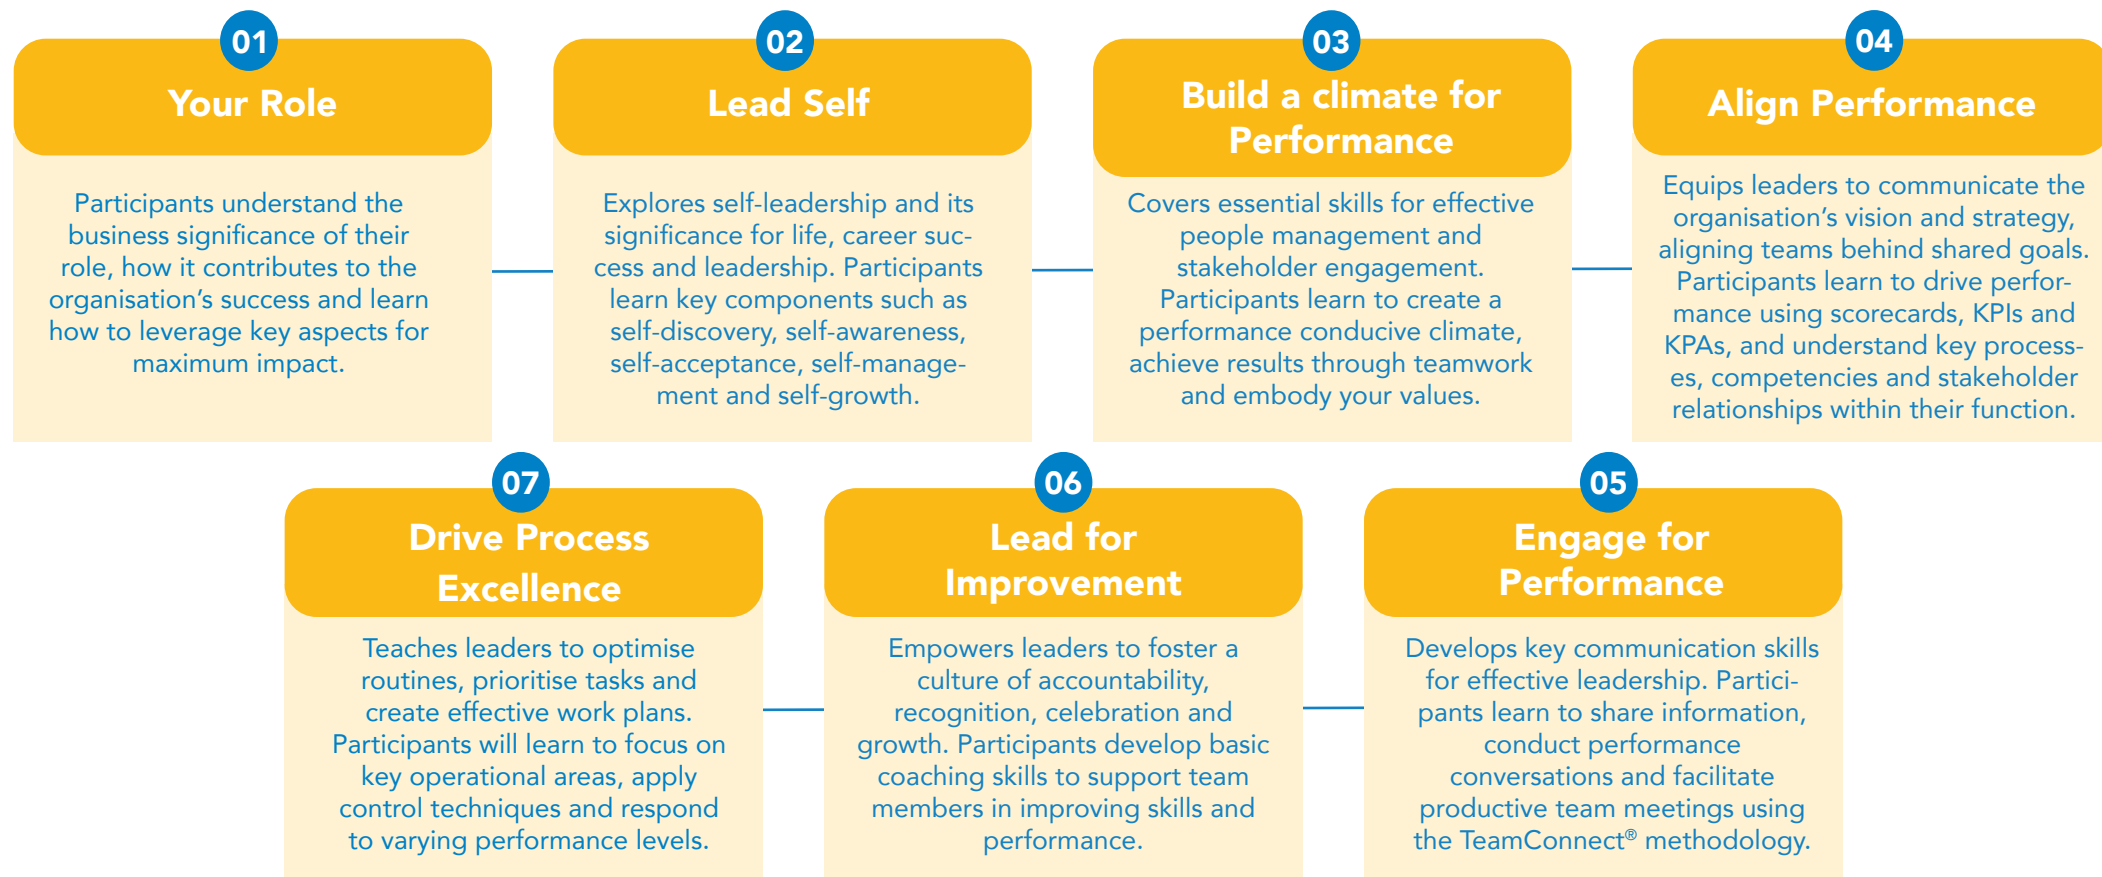 01
Your Role
Participants understand the
business significance of their
role, how it contributes to the
organisation's success and learn
how to leverage key aspects for
maximum impact.
02
Lead Self
Explores self-leadership and its
significance for life, career suc-
cess and leadership. Participants
learn key components such as
self-discovery, self-awareness,
self-acceptance, self-manage-
ment and self-growth.
03
Build a climate for
Performance
Covers essential skills for effective
people management and
stakeholder engagement.
Participants learn to create a
performance conducive climate,
achieve results through teamwork
and embody your values.
04
Align Performance
Equips leaders to communicate the
organisation's vision and strategy,
aligning teams behind shared goals.
Participants learn to drive perfor-
mance using scorecards, KPIs and
KPAs, and understand key process-
es, competencies and stakeholder
relationships within their function.
05
Engage for
Performance
Develops key communication skills
for effective leadership. Partici-
pants learn to share information,
conduct performance
conversations and facilitate
productive team meetings using
the TeamConnect® methodology.
06
Lead for
Improvement
Empowers leaders to foster a
culture of accountability,
recognition, celebration and
growth. Participants develop basic
coaching skills to support team
members in improving skills and
performance.
07
Drive Process
Excellence
Teaches leaders to optimise
routines, prioritise tasks and
create effective work plans.
Participants will learn to focus on
key operational areas, apply
control techniques and respond
to varying performance levels.